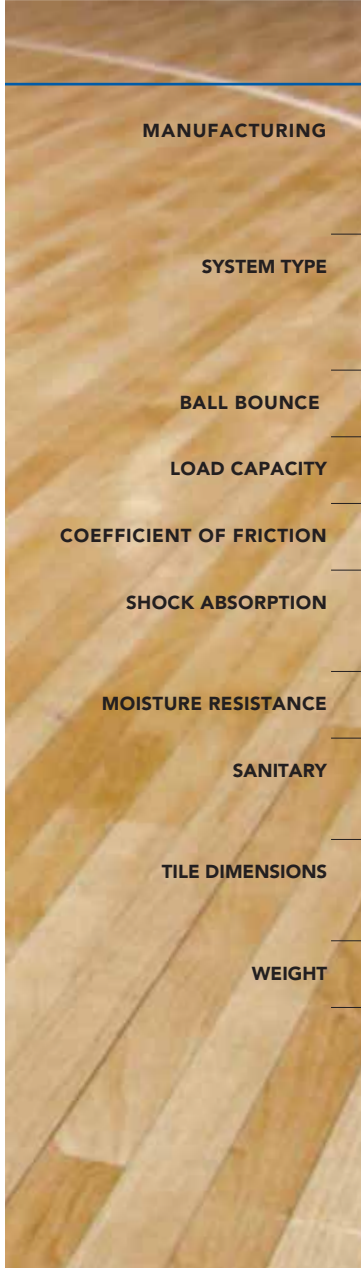 MANUFACTURING
SYSTEM TYPE
BALL BOUNCE
LOAD CAPACITY
COEFFICIENT OF FRICTION
SHOCK ABSORPTION
MOISTURE RESISTANCE
SANITARY
TILE DIMENSIONS
WEIGHT